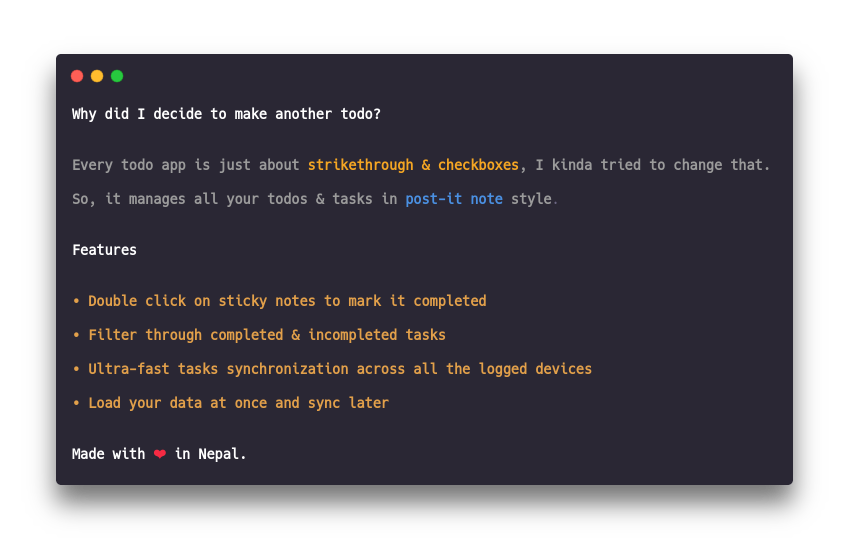 Why did I decide to make another todo?
Every todo app is just about strikethrough & checkboxes, I kinda tried to change that.
So, it manages all your todos & tasks in post-it note style.
Features
• Double click on sticky notes to mark it completed
• Filter through completed & incompleted tasks
• Ultra-fast tasks synchronization across all the logged devices
• Load your data at once and sync later
Made with ❤ in Nepal.